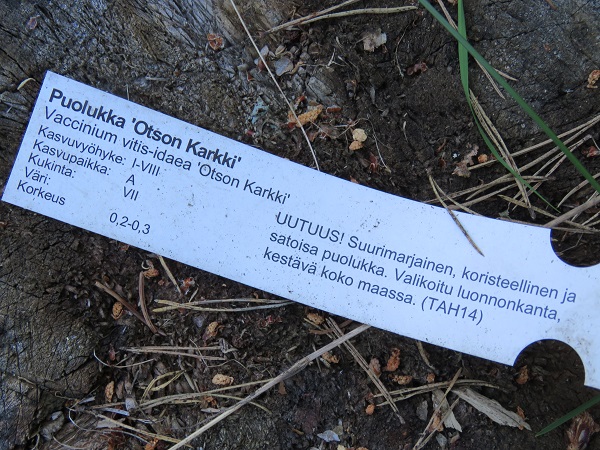 Puolukka 'Otson Karkki'
Vaccinium vitis-idaea 'Otson Karkki'
Kasvuvyöhyke: I-VIII
Kasvupaikka: A
Kukinta: VII
Väri:
Korkeus 0,2-0,3
UUTUUS! Suurimarjainen, koristeellinen ja
satoisa puolukka. Valikoitu luonnonkanta,
kestävä koko maassa. (TAH14)